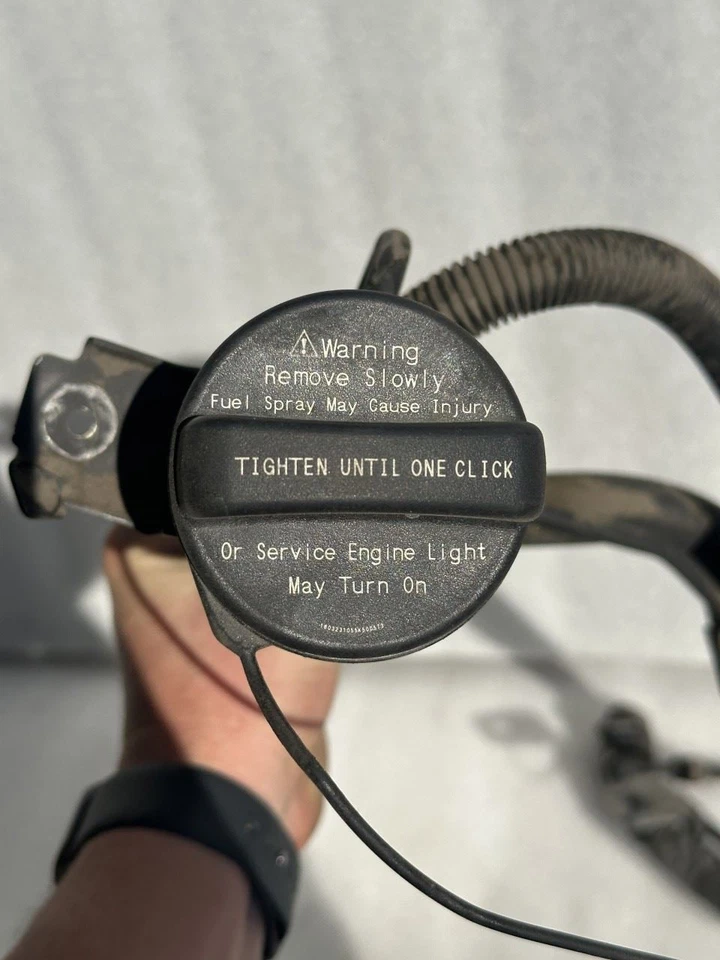 Warning
Remove Slowly
Fuel Spray May Cause Injury
TIGHTEN UNTIL ONE CLICK
Or Service Engine Light
May Turn On